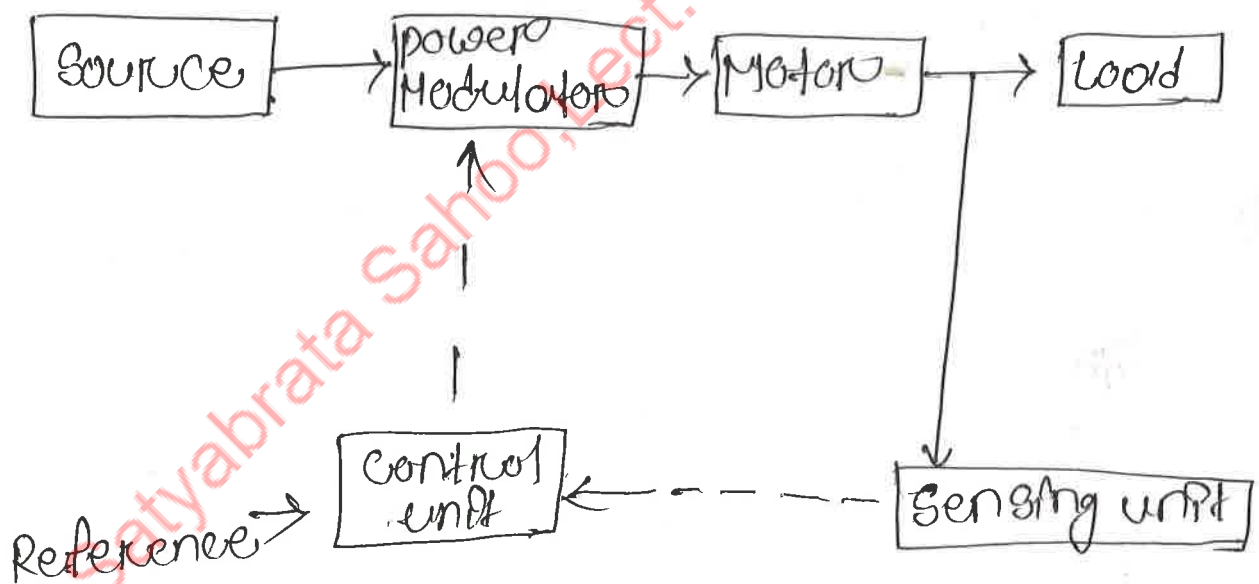 Source
power
Modulator
Motor
Load
Satyabrata Sahoo, Lect.
control
unit
Sensing unit
Reference